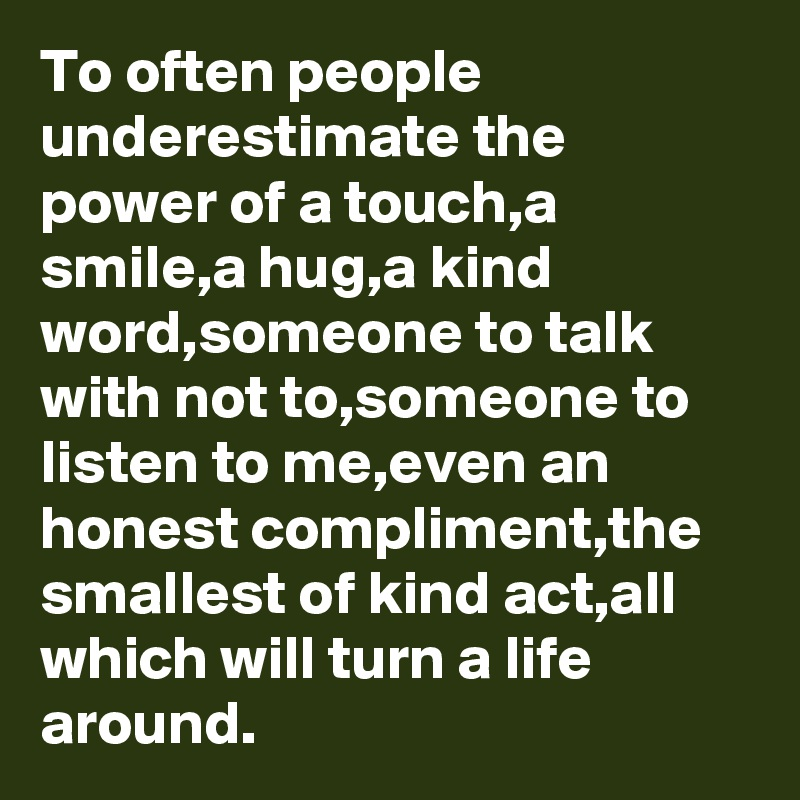 To often people
underestimate the
power of a touch,a
smile,a hug,a kind
word,someone to talk
with not to,someone to
listen to me,even an
honest compliment,the
smallest of kind act,all
which will turn a life
around.